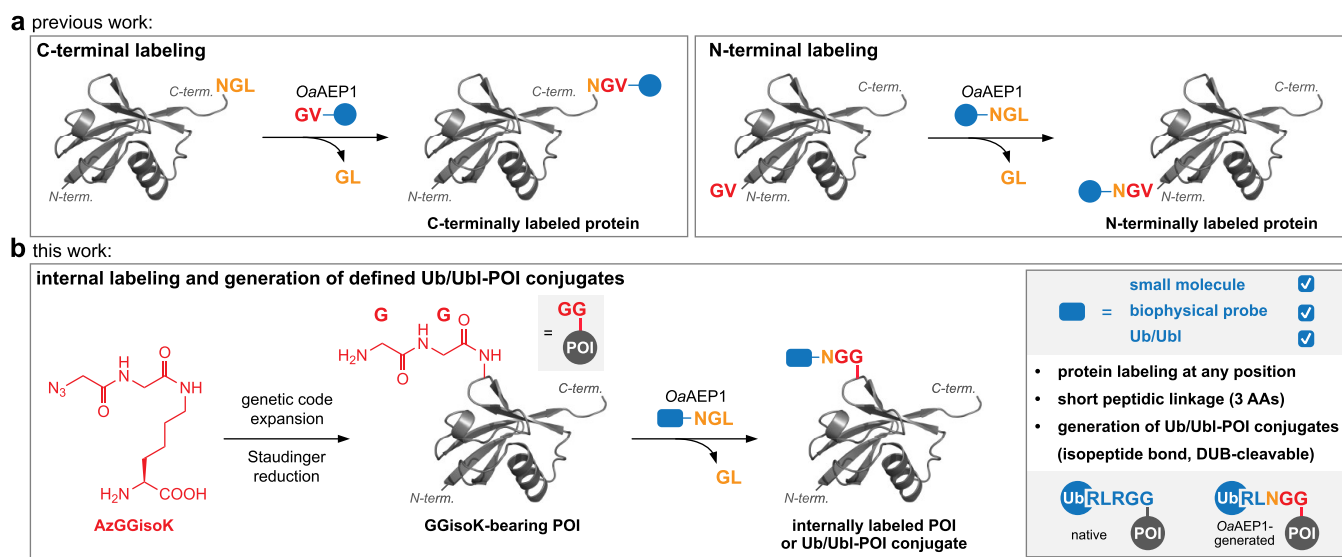 a previous work:
C-terminal labeling
C-term.
NGL
OaAEP1
GV
GL
C-term.
NGV
N-term.
C-terminally labeled protein
N-terminal labeling
C-term.
GV
N-term.
OaAEP1
NGL
GL
C-term.
NGV
N-term.
N-terminally labeled protein
b this work:
internal labeling and generation of defined Ub/Ubl-POI conjugates
N3
O
H
N
O
NH
H2N
COOH
AzGGisoK
genetic code
expansion
Staudinger
reduction
G G
H2N
O
H
N
O
NH
=
GG
POI
C-term.
N-term.
GGisoK-bearing POI
OaAEP1
NGL
GL
NGG
C-term.
N-term.
internally labeled POI
or Ub/Ubl-POI conjugate
small molecule
= biophysical probe
Ub/Ubl
• protein labeling at any position
• short peptidic linkage (3 AAs)
• generation of Ub/Ubl-POI conjugates
(isopeptide bond, DUB-cleavable)
Ub RLRGG
native
POI
Ub RLNGG
OaAEP1-
generated
POI